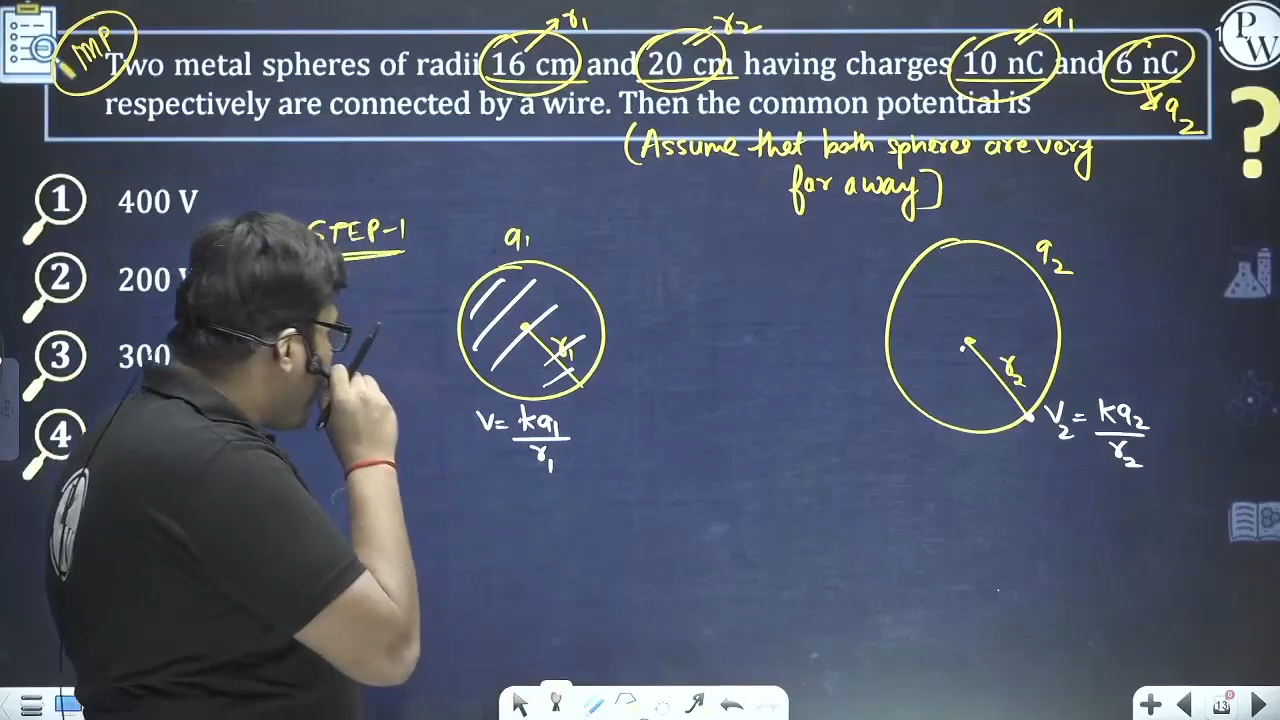 IMP
r1
r2
q1
Two metal spheres of radii 16 cm and 20 cm having charges 10 nC and 6 nC
respectively are connected by a wire. Then the common potential is
q2
(Assume that both spheres are very
far away]
1 400 V
2 200 V
3 300
4
STEP-1
q1
r1
V = kq1/r1
q2
r2
V2 = kq2/r2
PW
PW
?
13